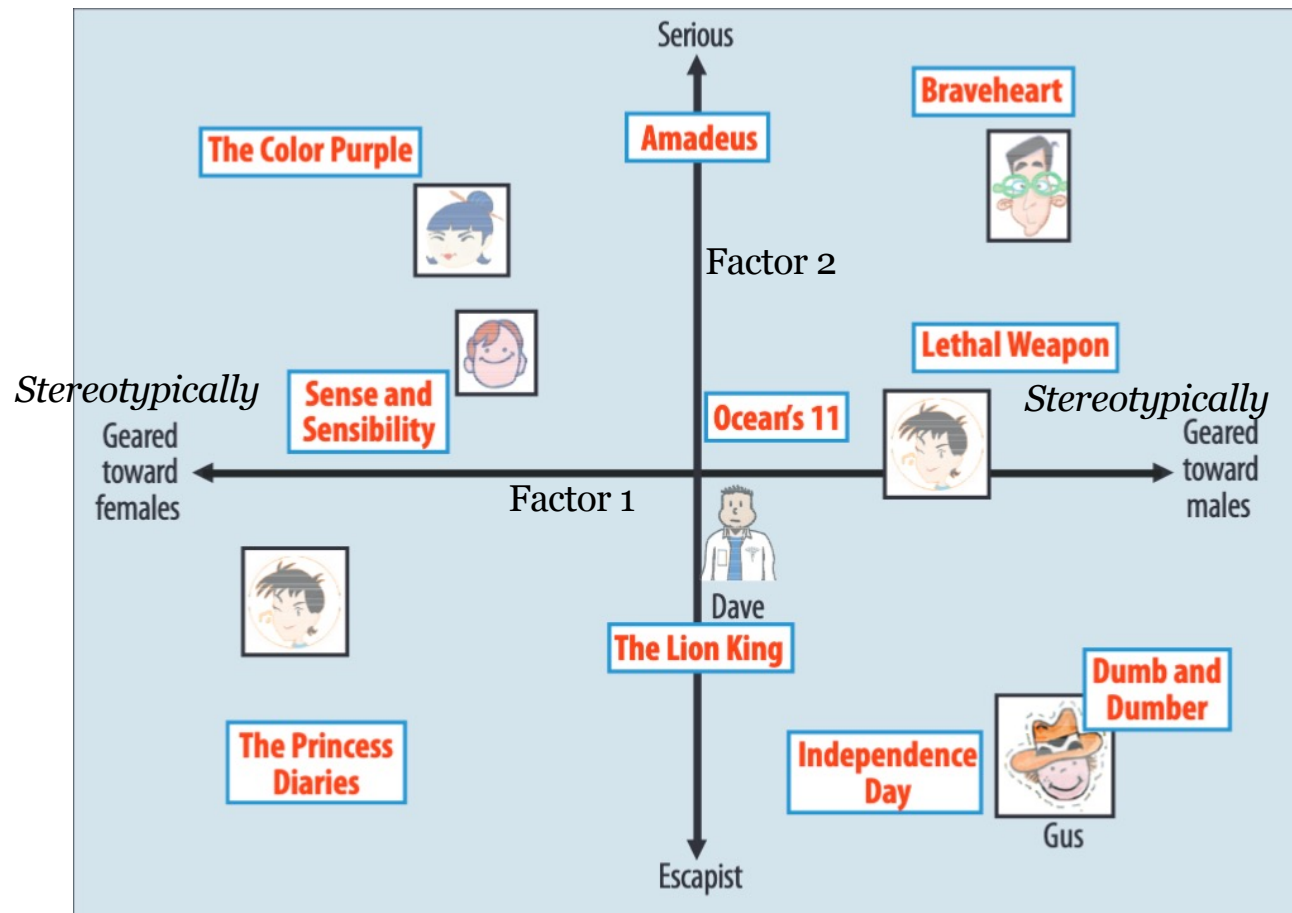 Serious
Braveheart
Amadeus
The Color Purple
Factor 2
Lethal Weapon
Stereotypically
Geared
toward
females
Sense and
Sensibility
Ocean's 11
Stereotypically
Geared
toward
males
Factor 1
Dave
The Lion King
Dumb and
Dumber
The Princess
Diaries
Independence
Day
Gus
Escapist